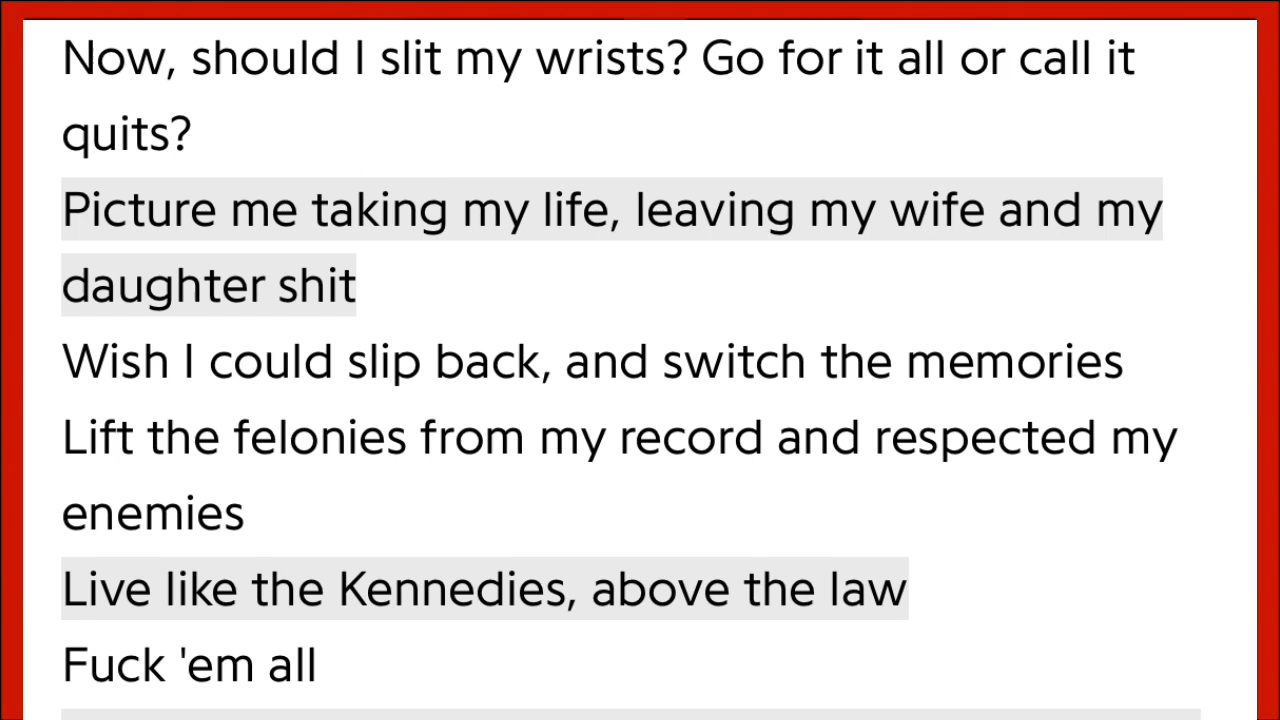 Now, should I slit my wrists? Go for it all or call it
quits?
Picture me taking my life, leaving my wife and my
daughter shit
Wish I could slip back, and switch the memories
Lift the felonies from my record and respected my
enemies
Live like the Kennedies, above the law
Fuck 'em all